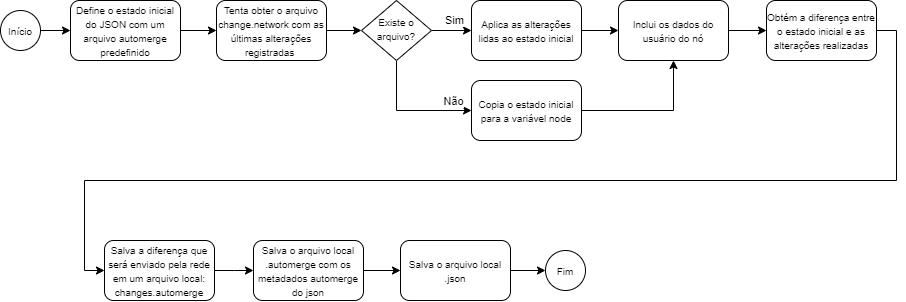 Início
Define o estado inicial
do JSON com um
arquivo automerge
predefinido
Tenta obter o arquivo
change.network com as
últimas alterações
registradas
Existe o
arquivo?
Sim
Aplica as alterações
lidas ao estado inicial
Inclui os dados do
usuário do nó
Obtém a diferença entre
o estado inicial e as
alterações realizadas
Não
Copia o estado inicial
para a variável node
Salva a diferença que
será enviado pela rede
em um arquivo local:
changes.automerge
Salva o arquivo local
.automerge com os
metadados automerge
do json
Salva o arquivo local
.json
Fim